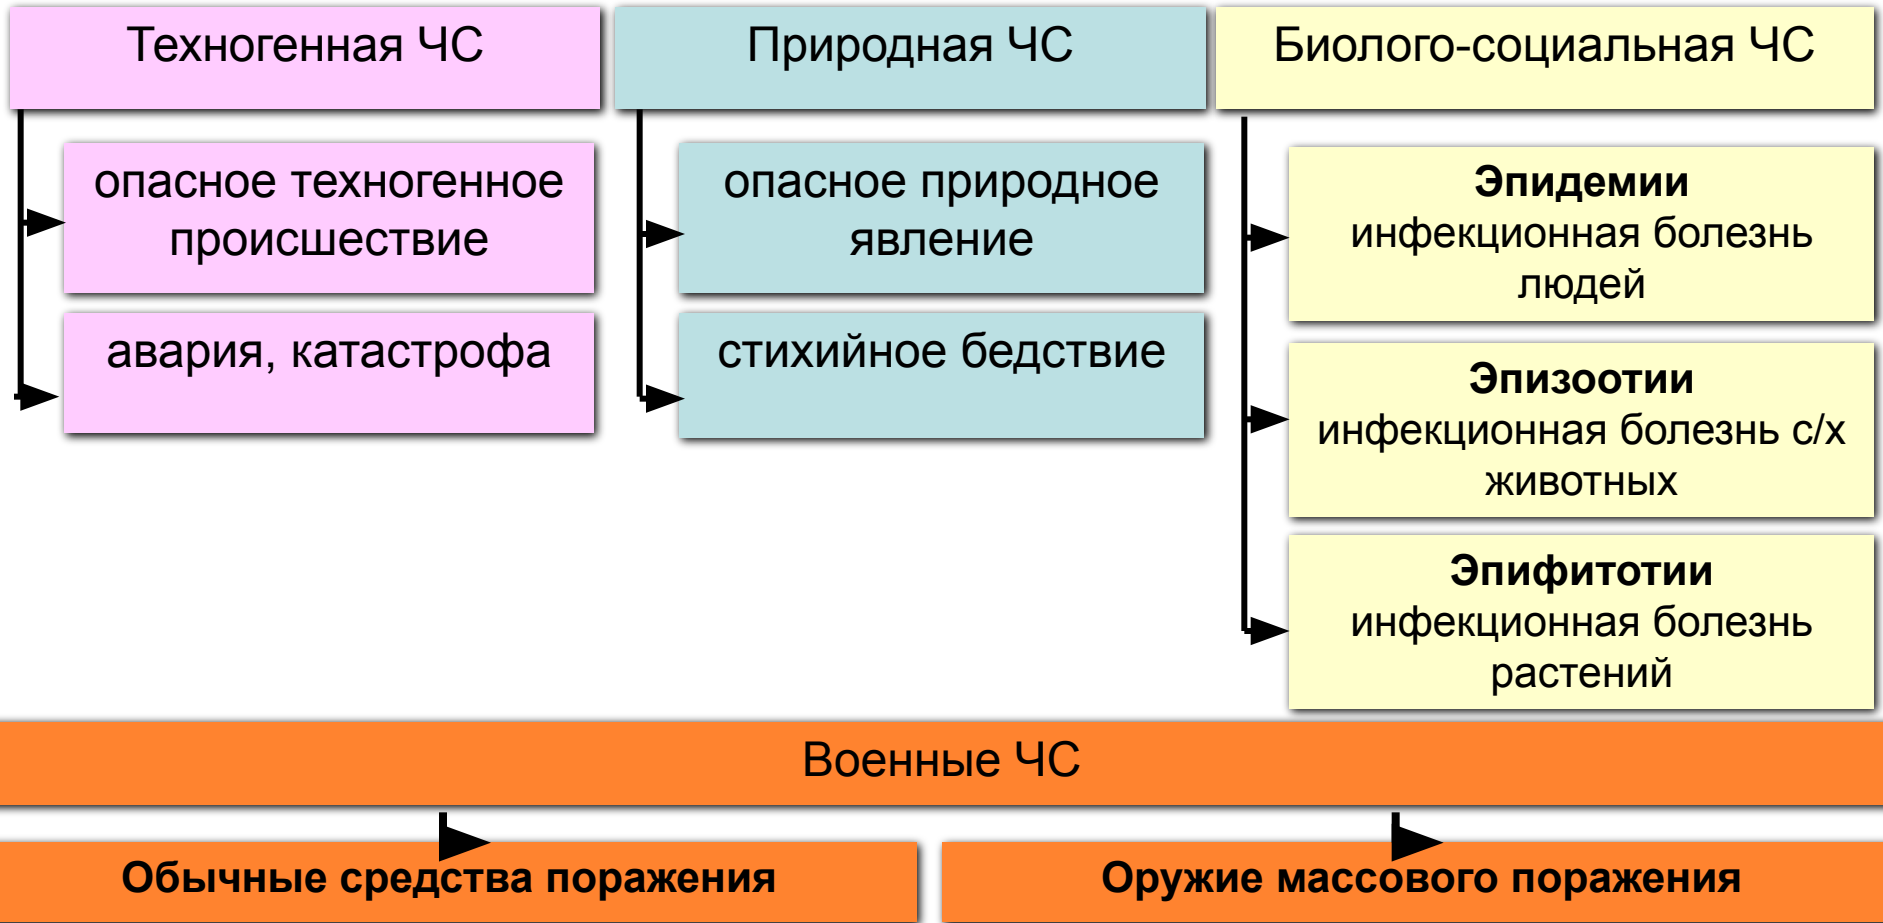 Техногенная ЧС
опасное техногенное
происшествие
авария, катастрофа
Природная ЧС
опасное природное
явление
стихийное бедствие
Биолого-социальная ЧС
Эпидемии
инфекционная болезнь
людей
Эпизоотии
инфекционная болезнь с/х
животных
Эпифитотии
инфекционная болезнь
растений
Военные ЧС
Обычные средства поражения
Оружие массового поражения